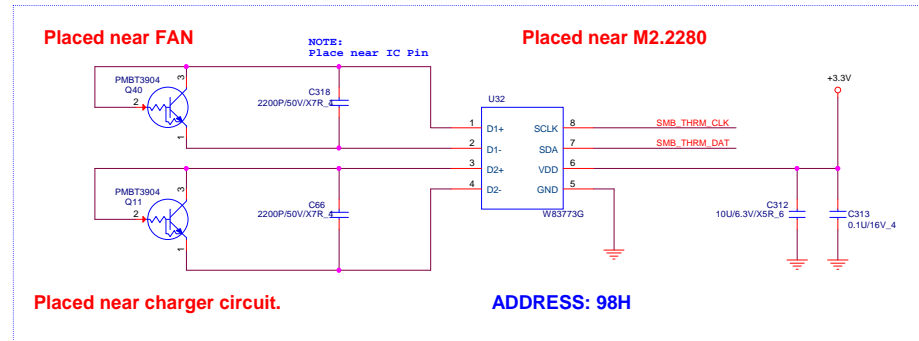 Placed near FAN
NOTE:
Place near IC Pin
Placed near M2.2280
PMBT3904
Q40
3
2
1
C318
2200P/50V/X7R_4
U32
1 D1+
2 D1-
3 D2+
4 D2-
SCLK 8
SDA 7
VDD 6
GND 5
W83773G
SMB_THRM_CLK
SMB_THRM_DAT
+3.3V
PMBT3904
Q11
3
2
1
C66
2200P/50V/X7R_4
C312
10U/6.3V/X5R_6
C313
0.1U/16V_4
Placed near charger circuit.
ADDRESS: 98H